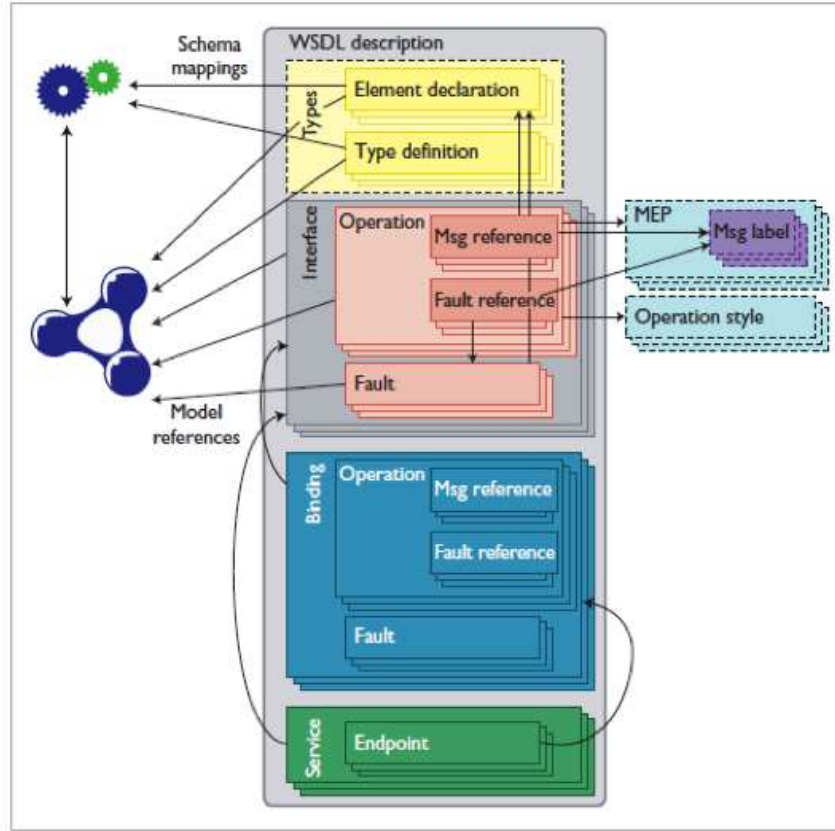 Schema
mappings
WSDL description
Types
Element declaration
Type definition
Interface
Operation
Msg reference
Fault reference
Fault
MEP
Msg label
Operation style
Model
references
Binding
Operation
Msg reference
Fault reference
Fault
Service
Endpoint